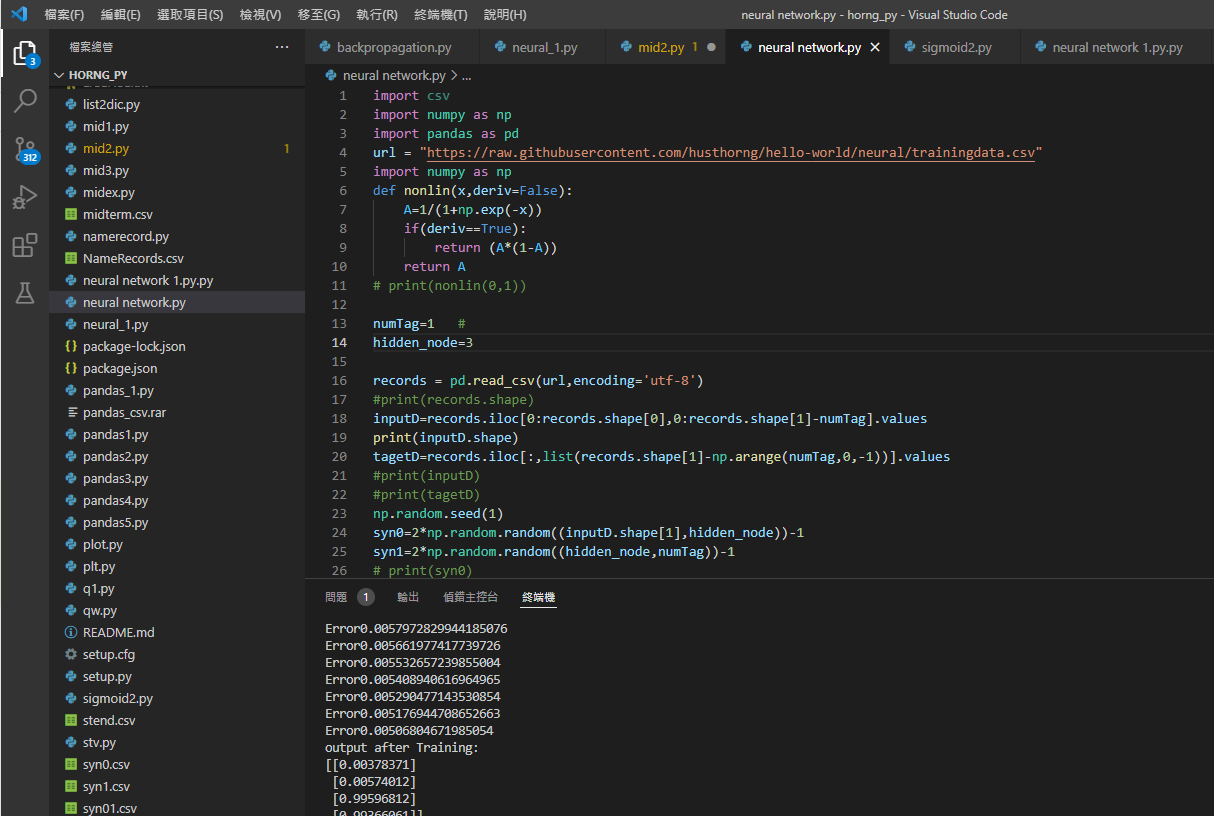 檔案(F) 編輯(E) 選取項目(S) 檢視(V) 移至(G) 執行(R) 終端機(T) 說明(H) neural network.py - horng_py - Visual Studio Code
檔案總管 ...
backpropagation.py neural_1.py mid2.py 1 neural network.py sigmoid2.py neural network 1.py.py
3
312
HORNG_PY
list2dic.py
mid1.py
mid2.py 1
mid3.py
midex.py
midterm.csv
namerecord.py
NameRecords.csv
neural network 1.py.py
neural network.py
neural_1.py
package-lock.json
package.json
pandas_1.py
pandas_csv.rar
pandas1.py
pandas2.py
pandas3.py
pandas4.py
pandas5.py
plot.py
plt.py
q1.py
qw.py
README.md
setup.cfg
setup.py
sigmoid2.py
stend.csv
stv.py
syn0.csv
syn1.csv
syn01.csv
neural network.py > ...
1 import csv
2 import numpy as np
3 import pandas as pd
4 url = "https://raw.githubusercontent.com/husthorng/hello-world/neural/trainingdata.csv"
5 import numpy as np
6 def nonlin(x,deriv=False):
7 A=1/(1+np.exp(-x))
8 if(deriv==True):
9 return (A*(1-A))
10 return A
11 # print(nonlin(0,1))
12
13 numTag=1 #
14 hidden_node=3
15
16 records = pd.read_csv(url,encoding='utf-8')
17 #print(records.shape)
18 inputD=records.iloc[0:records.shape[0],0:records.shape[1]-numTag].values
19 print(inputD.shape)
20 tagetD=records.iloc[:,list(records.shape[1]-np.arange(numTag,0,-1))].values
21 #print(inputD)
22 #print(tagetD)
23 np.random.seed(1)
24 syn0=2*np.random.random((inputD.shape[1],hidden_node))-1
25 syn1=2*np.random.random((hidden_node,numTag))-1
26 # print(syn0)
問題 1 輸出 偵錯主控台 終端機
Error0.0057972829944185076
Error0.005661977417739726
Error0.005532657239855004
Error0.005408940616964965
Error0.005290477143530854
Error0.005176944708652663
Error0.00506804671985054
output after Training:
[[0.00378371]
[0.00574012]
[0.99596812]
[0.99366061]]